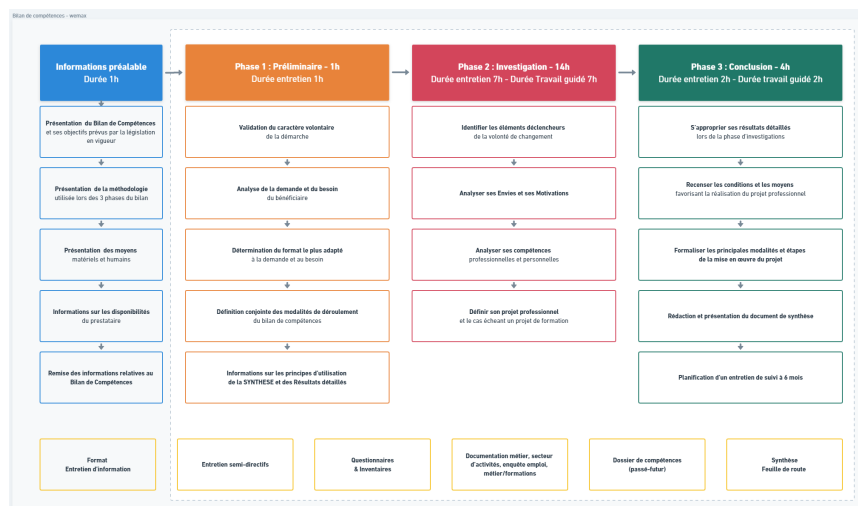 Bilan de compétences - wemax
Informations préalable
Durée 1h
Présentation du Bilan de Compétences
et ses objectifs prévus par la législation
en vigueur
Présentation de la méthodologie
utilisée lors des 3 phases du bilan
Présentation des moyens
matériels et humains
Informations sur les disponibilités
du prestataire
Remise des informations relatives au
Bilan de Compétences
Phase 1 : Préliminaire - 1h
Durée entretien 1h
Validation du caractère volontaire
de la démarche
Analyse de la demande et du besoin
du bénéficiaire
Détermination du format le plus adapté
à la demande et au besoin
Définition conjointe des modalités de déroulement
du bilan de compétences
Informations sur les principes d'utilisation
de la SYNTHESE et des Résultats détaillés
Phase 2 : Investigation - 14h
Durée entretien 7h - Durée Travail guidé 7h
Identifier les éléments déclencheurs
de la volonté de changement
Analyser ses Envies et ses Motivations
Analyser ses compétences
professionnelles et personnelles
Définir son projet professionnel
et le cas écheant un projet de formation
Phase 3 : Conclusion - 4h
Durée entretien 2h - Durée travail guidé 2h
S'approprier ses résultats détaillés
lors de la phase d'investigations
Recenser les conditions et les moyens
favorisant la réalisation du projet professionnel
Formaliser les principales modalités et étapes
de la mise en œuvre du projet
Rédaction et présentation du document de synthèse
Planification d'un entretien de suivi à 6 mois
Format
Entretien d'information
Entretien semi-directifs
Questionnaires
& Inventaires
Documentation métier, secteur
d'activités, enquête emploi,
métier/formations
Dossier de compétences
(passé-futur)
Synthèse
Feuille de route